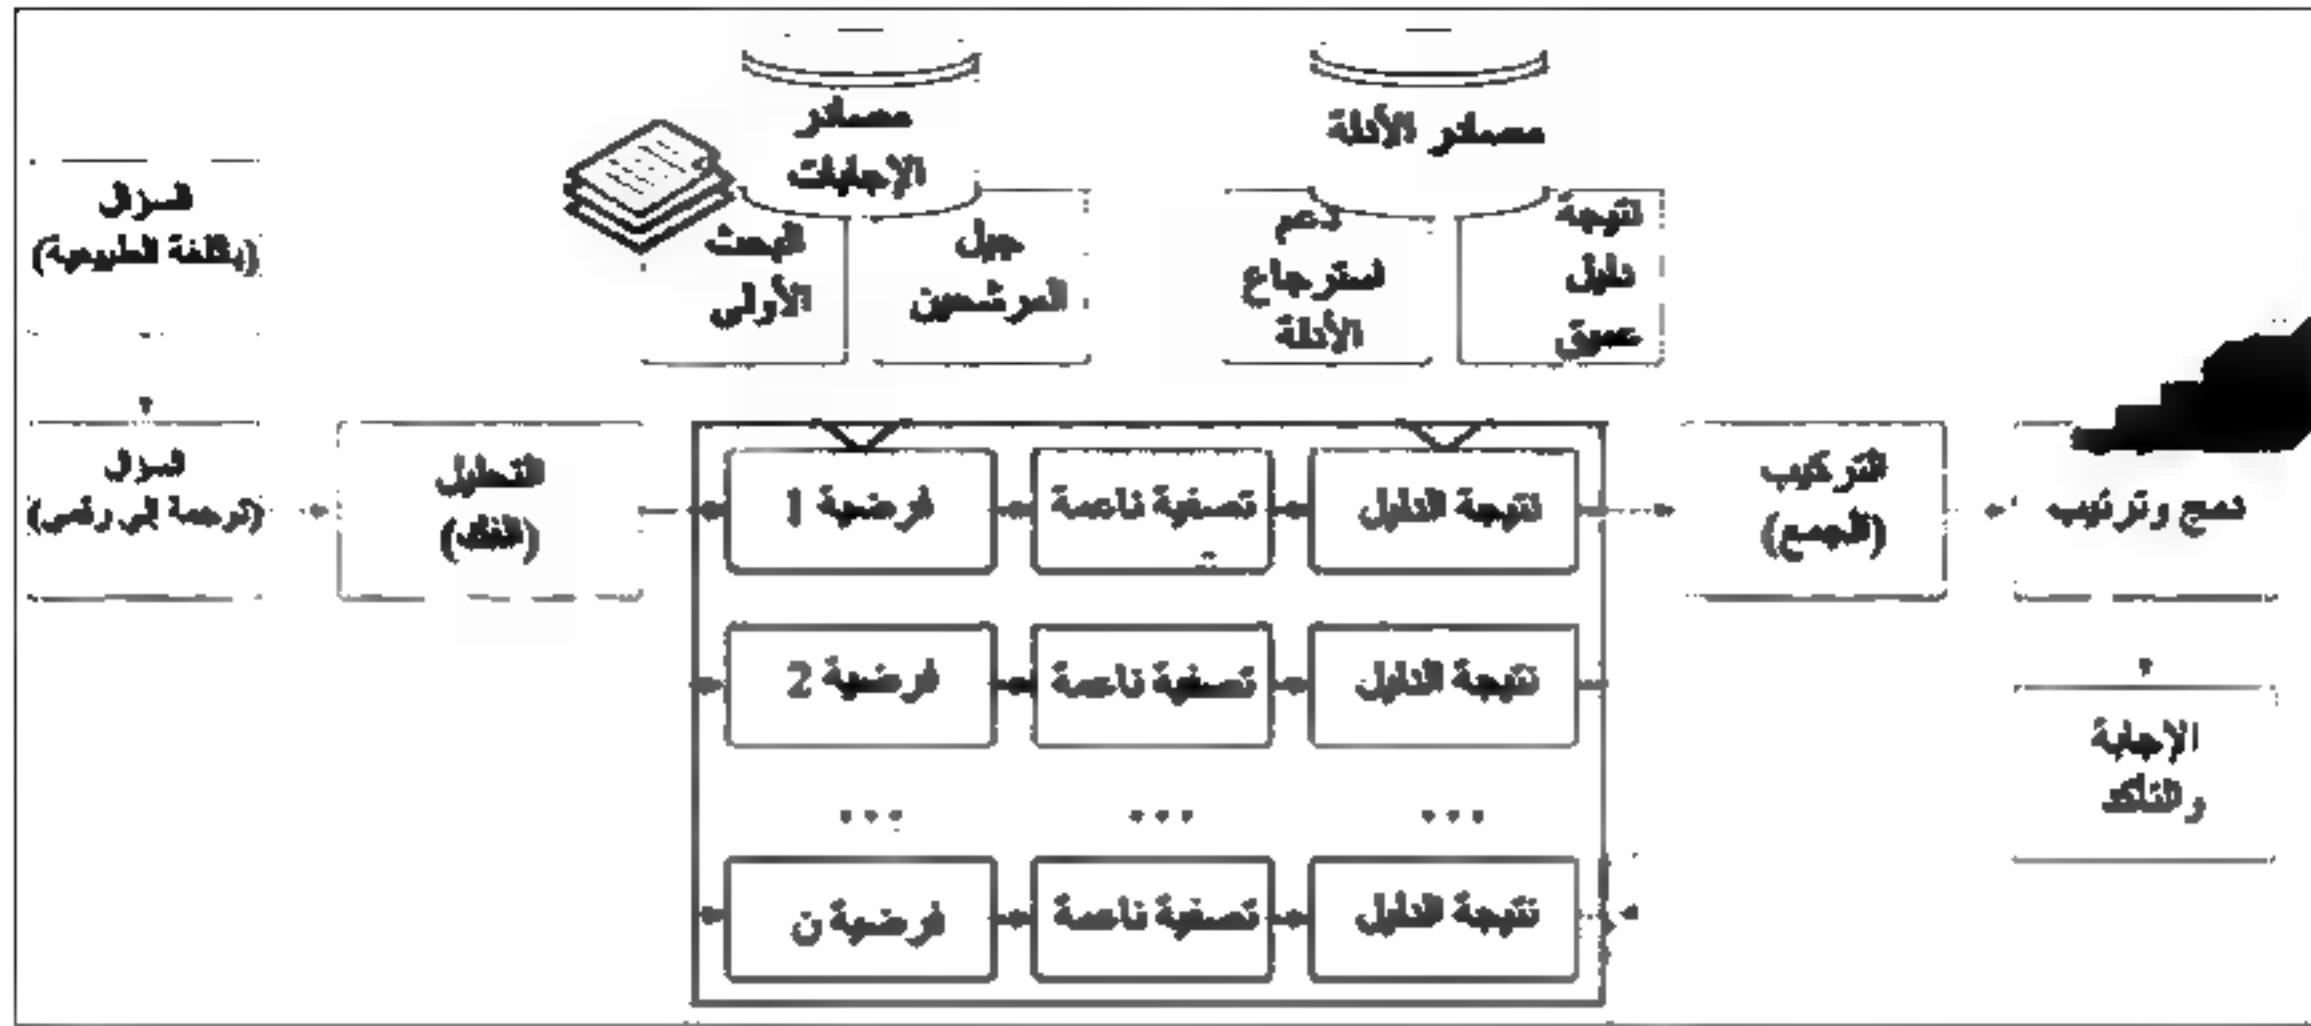 مصادر
الإجابات
مصادر الأدلة
السؤال
(باللغة الطبيعية)
البحث
الأولي
جيل
المرشحين
دعم
استرجاع
الأدلة
نتيجة
دليل
عميق
السؤال
(ترجمة إلى رقمي)
التحليل
(الفك)
فرضية 1
تصفية ناعمة
نتيجة الدليل
التركيب
(الجمع)
دمج وترتيب
فرضية 2
تصفية ناعمة
نتيجة الدليل
الإجابة
والتأكد
... ... ...
فرضية ن
تصفية ناعمة
نتيجة الدليل